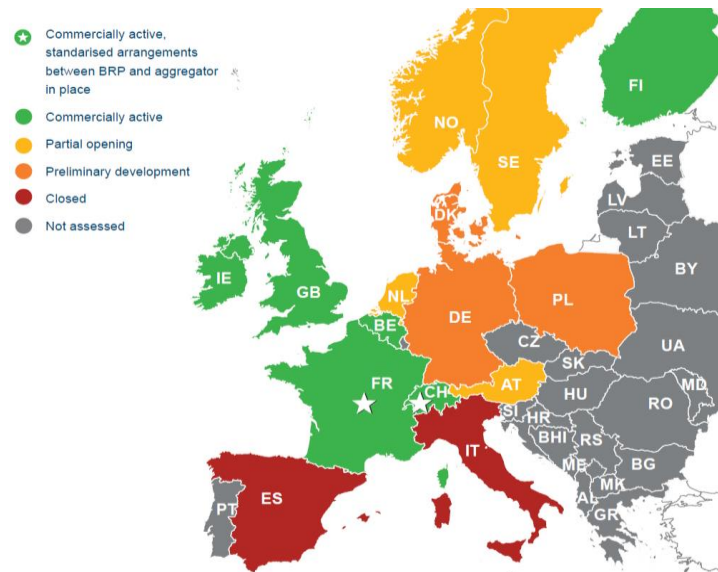 Commercially active,
standarised arrangements
between BRP and aggregator
in place
Commercially active
Partial opening
Preliminary development
Closed
Not assessed
FI
NO
SE
EE
LV
LT
DK
BY
IE
GB
NL
BE
DE
PL
CZ
UA
SK
FR
CH
AT
HU
MD
SI
HR
RO
BHI
RS
IT
ME
BG
MK
AL
GR
PT
ES